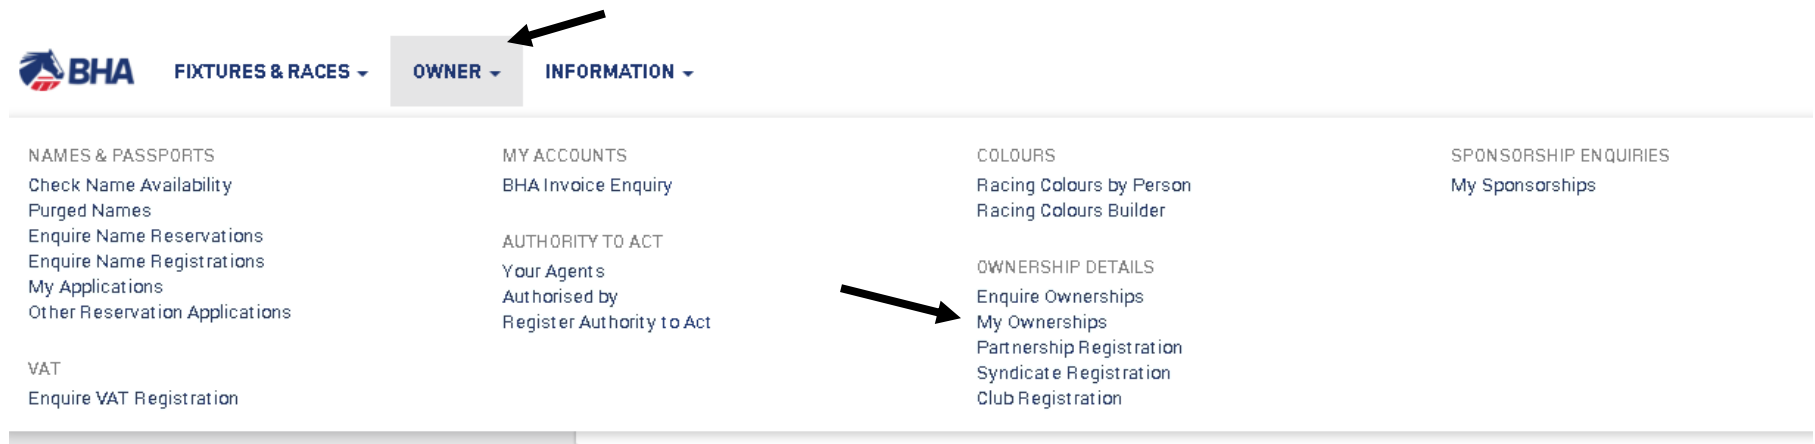 BHA
FIXTURES & RACES
OWNER
INFORMATION
NAMES & PASSPORTS
Check Name Availability
Purged Names
Enquire Name Reservations
Enquire Name Registrations
My Applications
Other Reservation Applications
VAT
Enquire VAT Registration
MY ACCOUNTS
BHA Invoice Enquiry
AUTHORITY TO ACT
Your Agents
Authorised by
Register Authority to Act
COLOURS
Racing Colours by Person
Racing Colours Builder
OWNERSHIP DETAILS
Enquire Ownerships
My Ownerships
Partnership Registration
Syndicate Registration
Club Registration
SPONSORSHIP ENQUIRIES
My Sponsorships